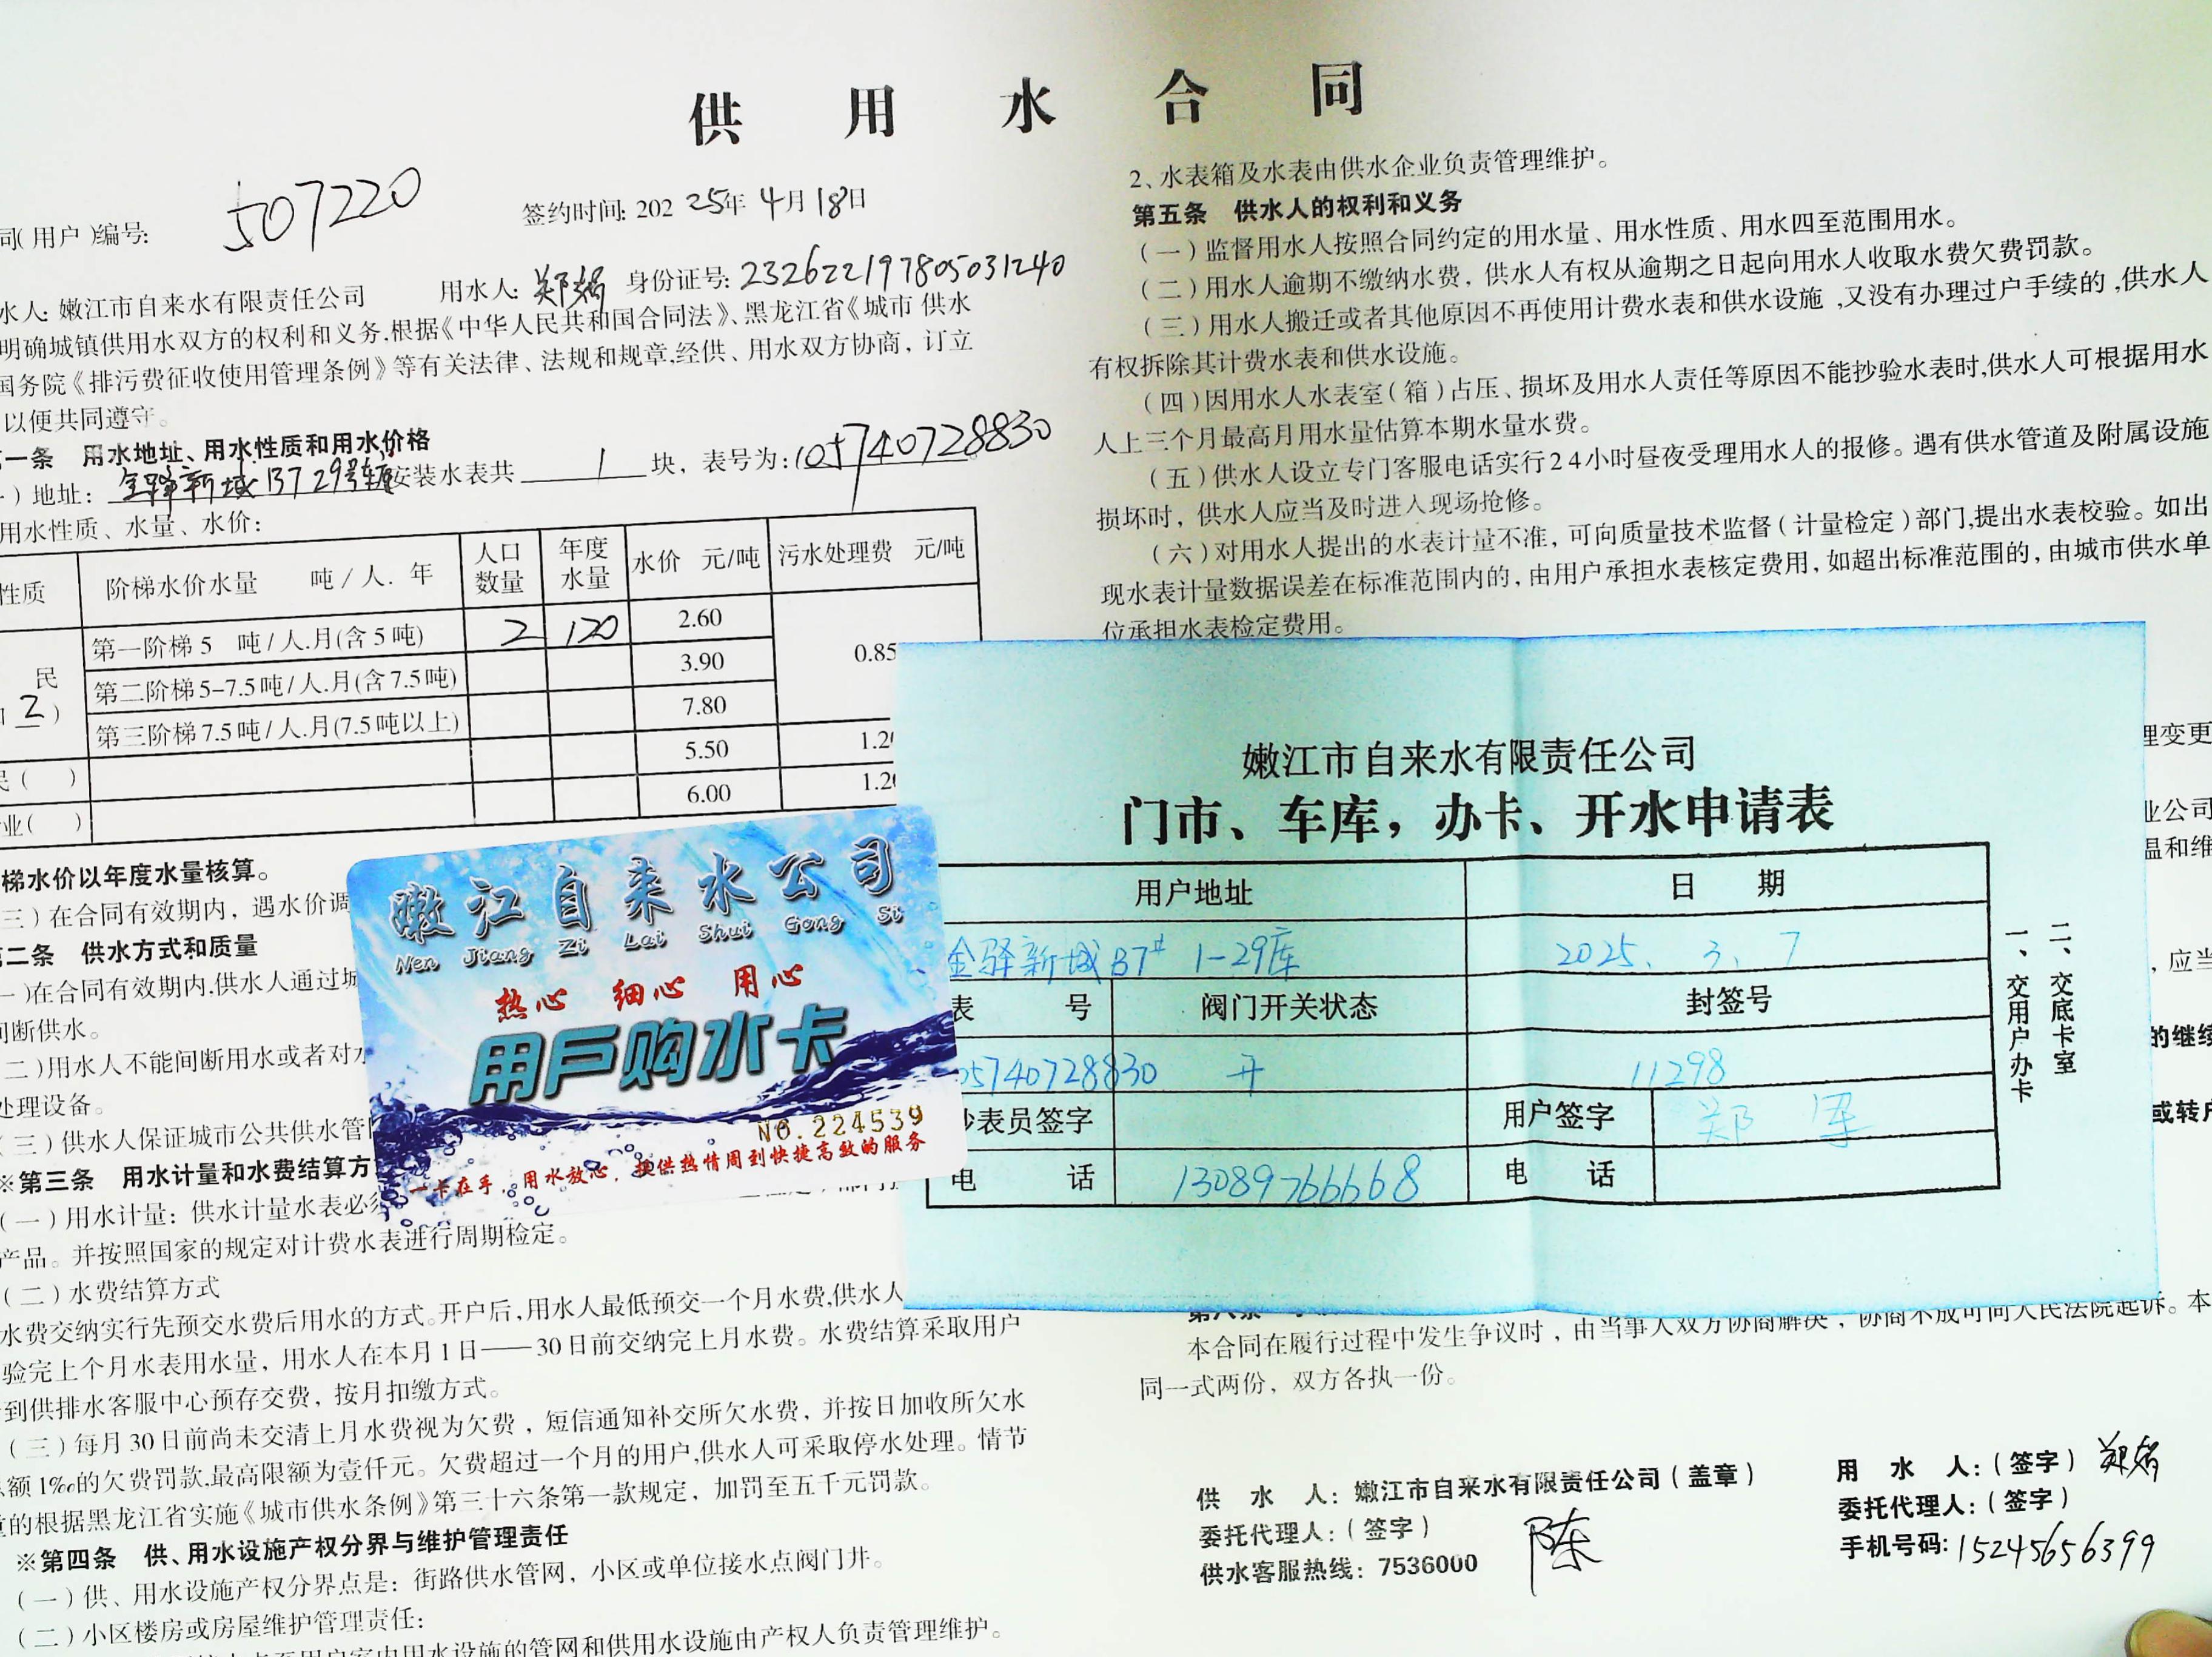 供用水合同
同(用户)编号: 507220
签约时间: 20225年4月18日
水人: 嫩江市自来水有限责任公司 用水人: 郑娟 身份证号: 232622197805031240
明确城镇供用水双方的权利和义务,根据《中华人民共和国合同法》、黑龙江省《城市 供水
国务院《排污费征收使用管理条例》等有关法律、法规和规章,经供、用水双方协商，订立
以便共同遵守。
一条 用水地址、用水性质和用水价格
)地址: 金驿新城B7 29号车库 安装水表共 1 块，表号为: 105740728830
用水性质、水量、水价:
性质 阶梯水价水量 吨/人.年 人口数量 年度水量 水价 元/吨 污水处理费 元/吨
民 第一阶梯5 吨/人.月(含5吨) 2 120 2.60
2) 第二阶梯5-7.5吨/人.月(含7.5吨) 3.90 0.85
第三阶梯7.5吨/人.月(7.5吨以上) 7.80
民( ) 5.50 1.2
业( ) 6.00 1.2
梯水价以年度水量核算。
三)在合同有效期内，遇水价调
第二条 供水方式和质量
一)在合同有效期内,供水人通过城
间断供水。
二)用水人不能间断用水或者对水
处理设备。
(三)供水人保证城市公共供水管
※第三条 用水计量和水费结算方
(一)用水计量: 供水计量水表必须
产品。并按照国家的规定对计费水表进行周期检定。
(二)水费结算方式
水费交纳实行先预交水费后用水的方式。开户后,用水人最低预交一个月水费,供水人
验完上个月水表用水量，用水人在本月1日——30日前交纳完上月水费。水费结算采取用户
到供排水客服中心预存交费，按月扣缴方式。
(三)每月30日前尚未交清上月水费视为欠费，短信通知补交所欠水费，并按日加收所欠水
额1‰的欠费罚款,最高限额为壹仟元。欠费超过一个月的用户,供水人可采取停水处理。情节
的根据黑龙江省实施《城市供水条例》第三十六条第一款规定，加罚至五千元罚款。
※第四条 供、用水设施产权分界与维护管理责任
(一)供、用水设施产权分界点是: 街路供水管网，小区或单位接水点阀门井。
(二)小区楼房或房屋维护管理责任:
用水设施的管网和供用水设施由产权人负责管理维护。
2、水表箱及水表由供水企业负责管理维护。
第五条 供水人的权利和义务
(一)监督用水人按照合同约定的用水量、用水性质、用水四至范围用水。
(二)用水人逾期不缴纳水费，供水人有权从逾期之日起向用水人收取水费欠费罚款。
(三)用水人搬迁或者其他原因不再使用计费水表和供水设施,又没有办理过户手续的,供水人
有权拆除其计费水表和供水设施。
(四)因用水人水表室(箱)占压、损坏及用水人责任等原因不能抄验水表时,供水人可根据用水
人上三个月最高月用水量估算本期水量水费。
(五)供水人设立专门客服电话实行24小时昼夜受理用水人的报修。遇有供水管道及附属设施
损坏时，供水人应当及时进入现场抢修。
(六)对用水人提出的水表计量不准，可向质量技术监督(计量检定)部门,提出水表校验。如出
现水表计量数据误差在标准范围内的，由用户承担水表核定费用，如超出标准范围的，由城市供水单
位承担水表检定费用。
理变更
业公司
温和维
，应当
的继续
或转户
嫩江市自来水有限责任公司
门市、车库，办卡、开水申请表
用户地址 日 期
金驿新城B7# 1-29库 2025. 3. 7
表 号 阀门开关状态 封签号
05740728830 开 11298
抄表员签字 用户签字 郑
电 话 13089766668 电 话
一、交用户办卡
二、交底卡室
嫩江自来水公司
Nen Jiang Zi Lai Shui Gong Si
热心 细心 用心
用户购水卡
NO.224539
一卡在手，用水放心，提供热情周到快捷高效的服务
本合同在履行过程中发生争议时，由当事人双方协商解决，协商不成可向人民法院起诉。本
同一式两份，双方各执一份。
供 水 人: 嫩江市自来水有限责任公司(盖章)
委托代理人: (签字) 陈
供水客服热线: 7536000
用 水 人: (签字) 郑娟
委托代理人: (签字)
手机号码: 15245656399